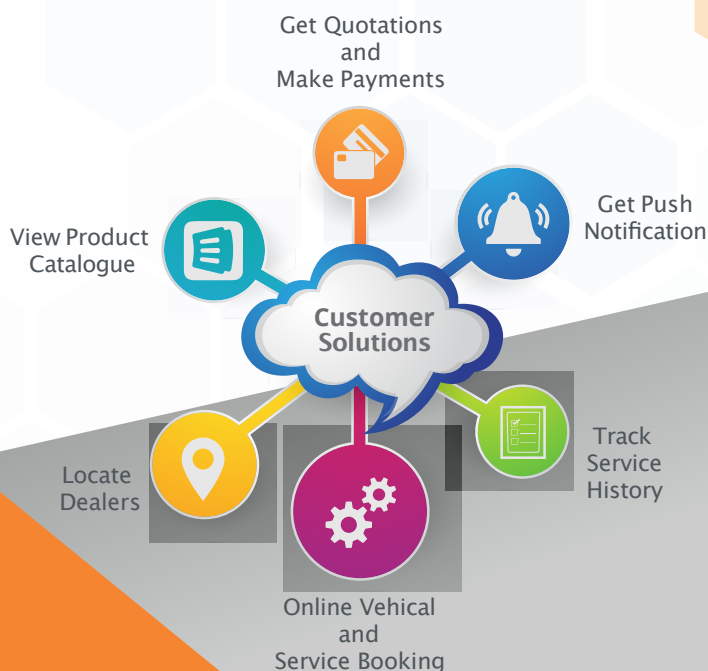 Get Quotations
and
Make Payments
View Product
Catalogue
Get Push
Notification
Customer
Solutions
Locate
Dealers
Track
Service
History
Online Vehical
and
Service Booking